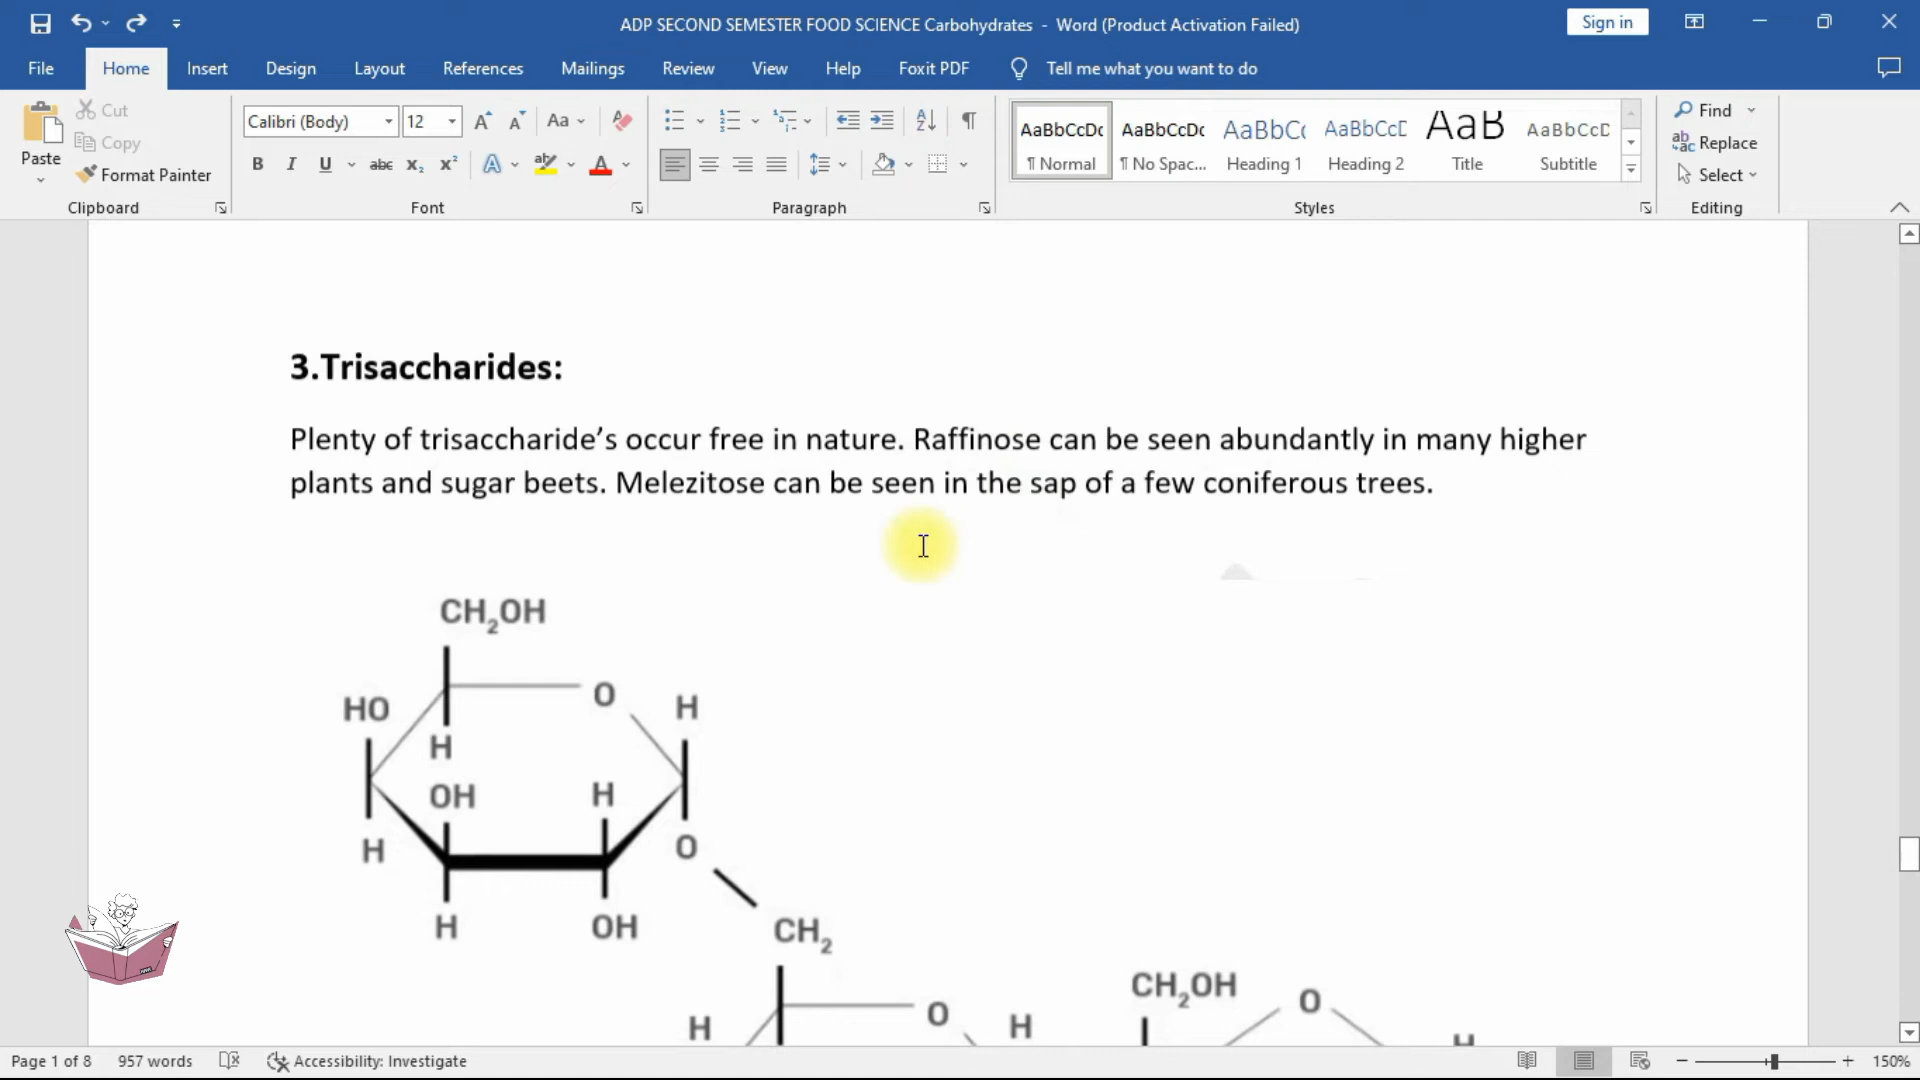 ADP SECOND SEMESTER FOOD SCIENCE Carbohydrates - Word (Product Activation Failed)
Sign in
File Home Insert Design Layout References Mailings Review View Help Foxit PDF Tell me what you want to do
Paste
Cut
Copy
Format Painter
Clipboard
Calibri (Body) 12
Font
Paragraph
AaBbCcDc ¶ Normal
AaBbCcDc ¶ No Spac...
AaBbC( Heading 1
AaBbCcD Heading 2
AaB Title
AaBbCcD Subtitle
Styles
Find
Replace
Select
Editing
3.Trisaccharides:
Plenty of trisaccharide’s occur free in nature. Raffinose can be seen abundantly in many higher
plants and sugar beets. Melezitose can be seen in the sap of a few coniferous trees.
CH2OH
HO O H
H
OH H
H O
H OH
CH2
CH2OH O
H O H H
Page 1 of 8 957 words Accessibility: Investigate 150%